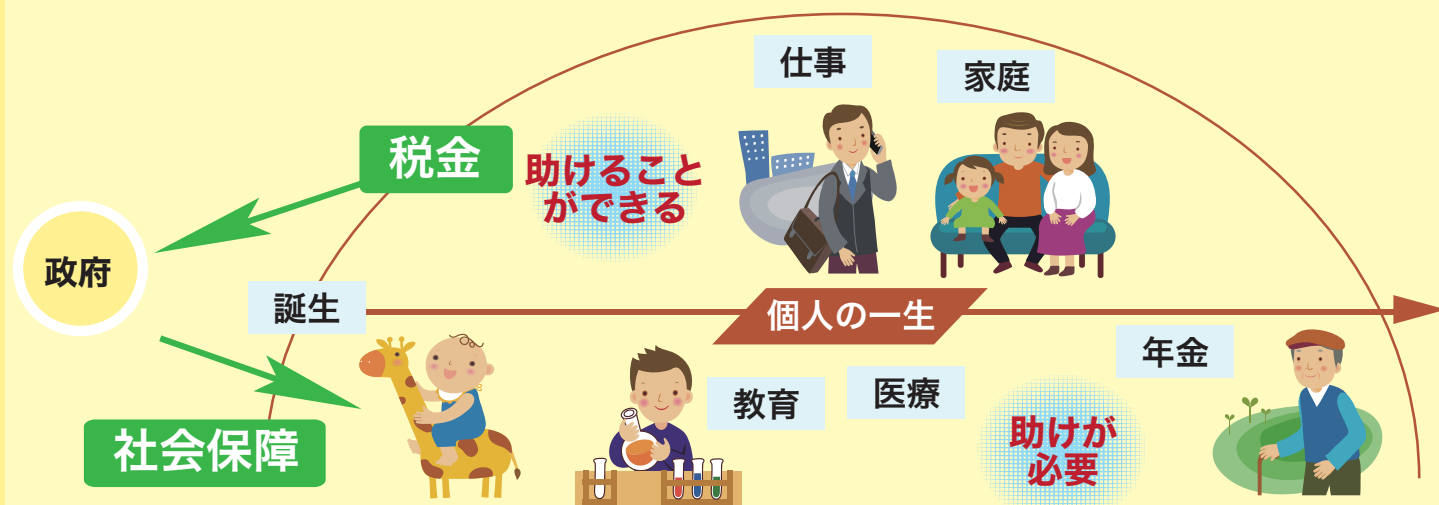 仕事
家庭
税金
助けること
ができる
政府
誕生
個人の一生
年金
教育
医療
助けが
必要
社会保障